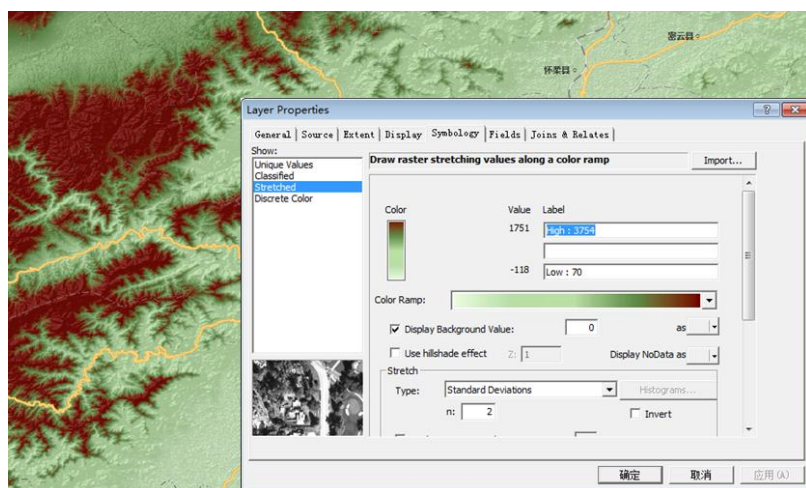 密云县
怀柔县
Layer Properties
General Source Extent Display Symbology Fields Joins & Relates
Show:
Unique Values
Classified
Stretched
Discrete Color
Draw raster stretching values along a color ramp
Import...
Color Value Label
1751 High : 3754
-118 Low : 70
Color Ramp:
Display Background Value: 0 as
Use hillshade effect Z: 1 Display NoData as
Stretch
Type: Standard Deviations Histograms...
n: 2 Invert
确定 取消 应用(A)